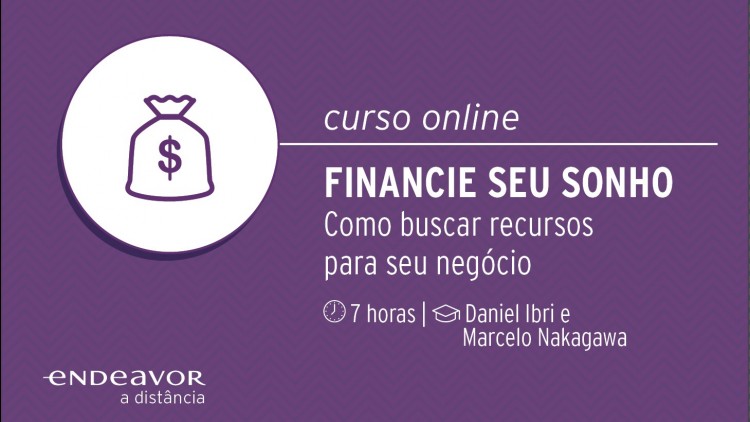 $
curso online
FINANCIE SEU SONHO
Como buscar recursos
para seu negócio
7 horas | Daniel Ibri e
Marcelo Nakagawa
ENDEAVOR
a distância